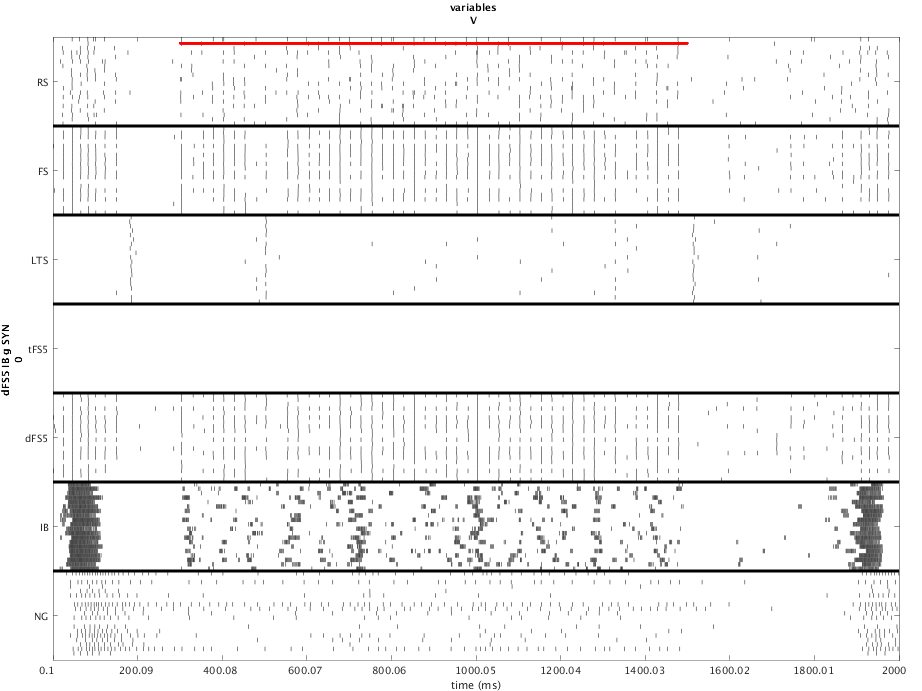 variables
V
RS
FS
LTS
tFS5
dFS5 IB g SYN
0
dFS5
IB
NG
0.1 200.09 400.08 600.07 800.06 1000.05 1200.04 1400.03 1600.02 1800.01 2000
time (ms)